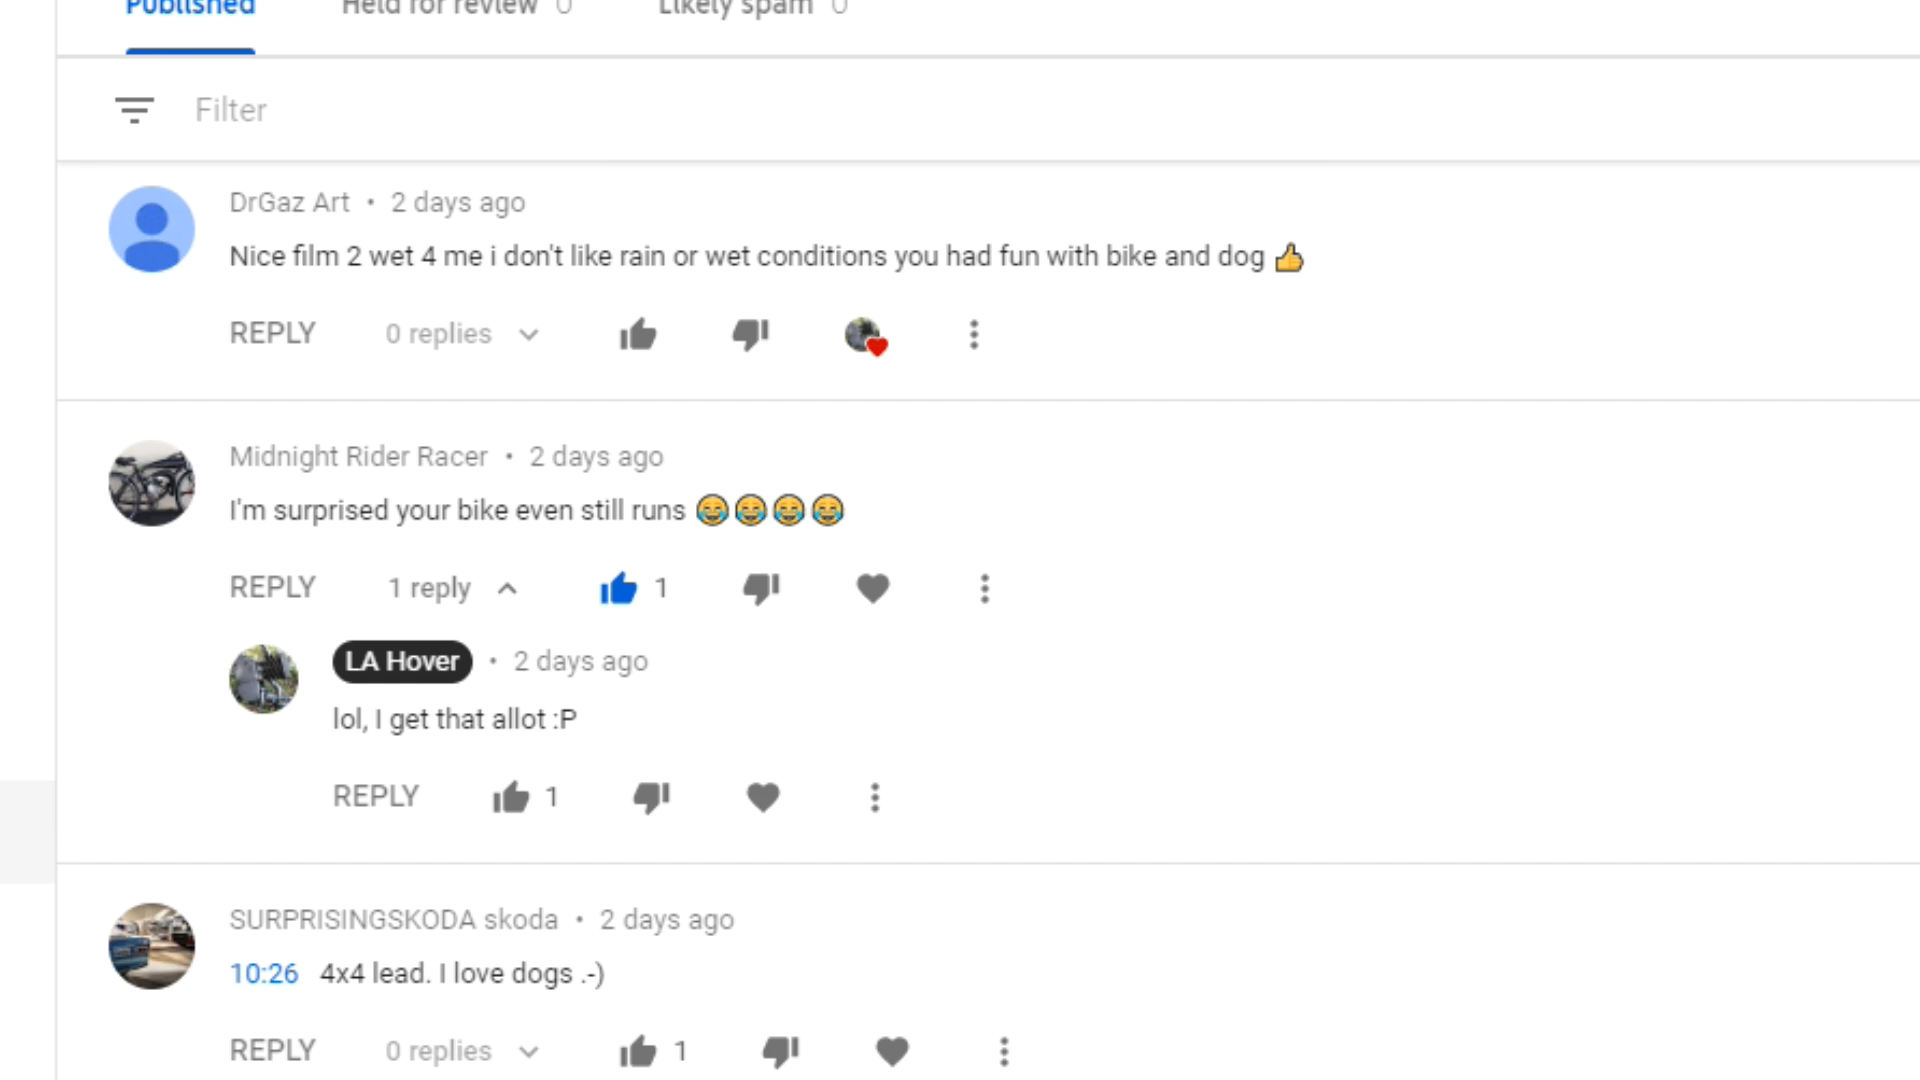 Published Held for review 0 Likely spam 0
Filter
DrGaz Art • 2 days ago
Nice film 2 wet 4 me i don't like rain or wet conditions you had fun with bike and dog 👍
REPLY 0 replies
Midnight Rider Racer • 2 days ago
I'm surprised your bike even still runs 😂😂😂😂
REPLY 1 reply 1
LA Hover • 2 days ago
lol, I get that allot :P
REPLY 1
SURPRISINGSKODA skoda • 2 days ago
10:26 4x4 lead. I love dogs .-)
REPLY 0 replies 1